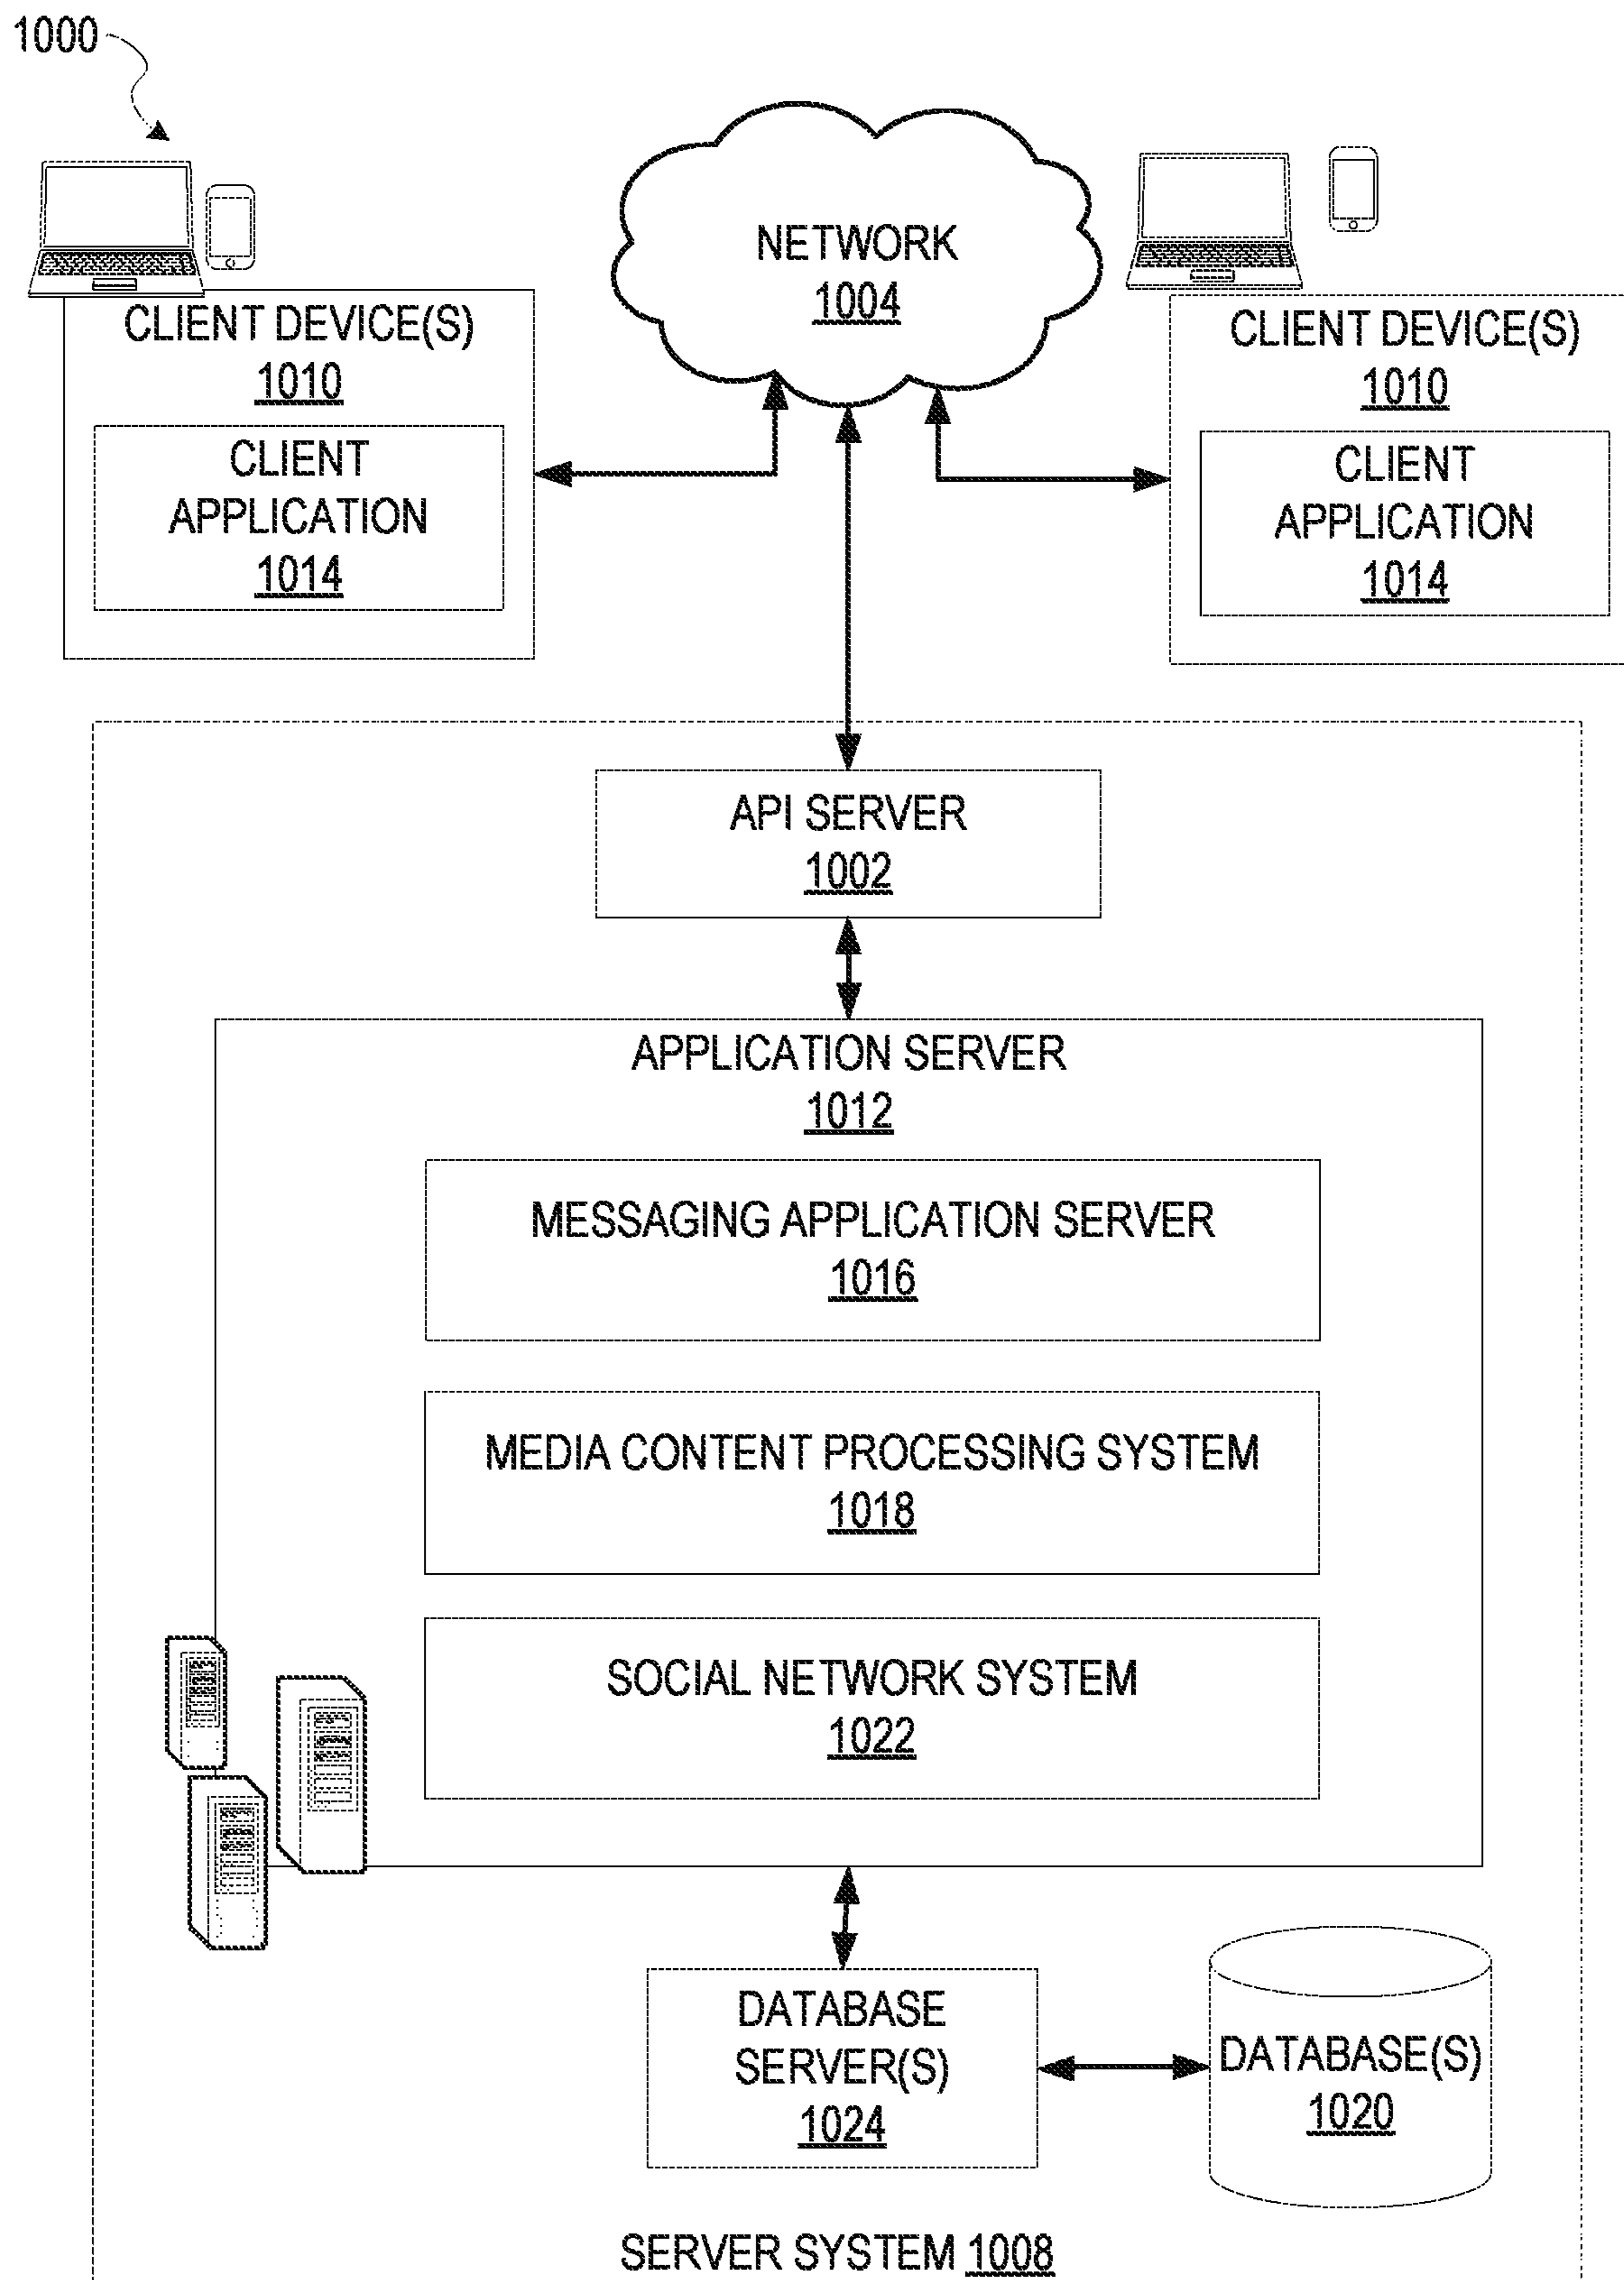 1000
NETWORK
1004
CLIENT DEVICE(S)
1010
CLIENT
APPLICATION
1014
CLIENT DEVICE(S)
1010
CLIENT
APPLICATION
1014
API SERVER
1002
APPLICATION SERVER
1012
MESSAGING APPLICATION SERVER
1016
MEDIA CONTENT PROCESSING SYSTEM
1018
SOCIAL NETWORK SYSTEM
1022
DATABASE
SERVER(S)
1024
DATABASE(S)
1020
SERVER SYSTEM 1008